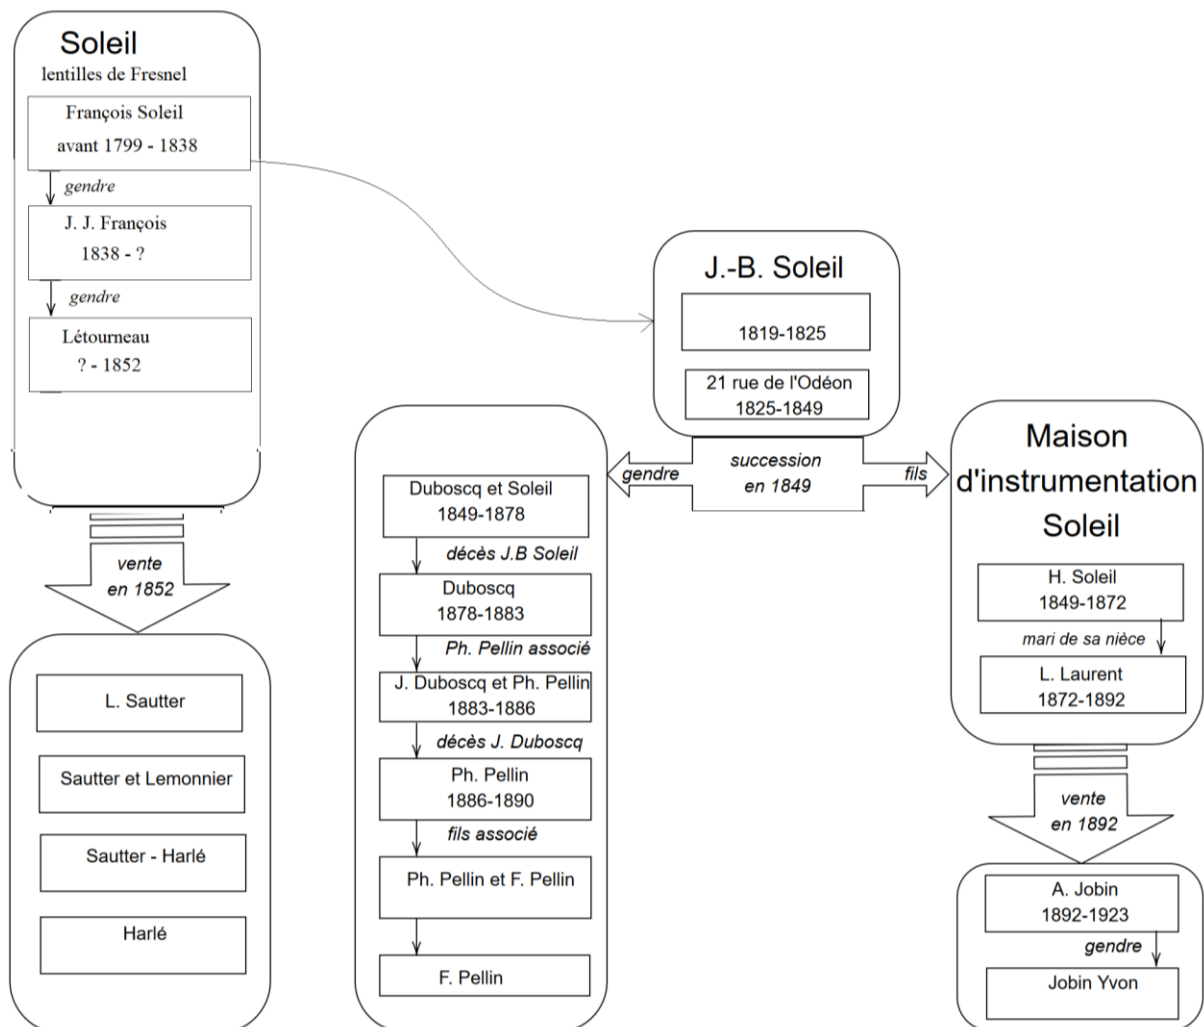 Soleil
lentilles de Fresnel
François Soleil
avant 1799 - 1838
gendre
J. J. François
1838 - ?
gendre
Létourneau
? - 1852
vente
en 1852
L. Sautter
Sautter et Lemonnier
Sautter - Harlé
Harlé
J.-B. Soleil
1819-1825
21 rue de l'Odéon
1825-1849
gendre
succession
en 1849
fils
Duboscq et Soleil
1849-1878
décès J.B Soleil
Duboscq
1878-1883
Ph. Pellin associé
J. Duboscq et Ph. Pellin
1883-1886
décès J. Duboscq
Ph. Pellin
1886-1890
fils associé
Ph. Pellin et F. Pellin
F. Pellin
Maison
d'instrumentation
Soleil
H. Soleil
1849-1872
mari de sa nièce
L. Laurent
1872-1892
vente
en 1892
A. Jobin
1892-1923
gendre
Jobin Yvon